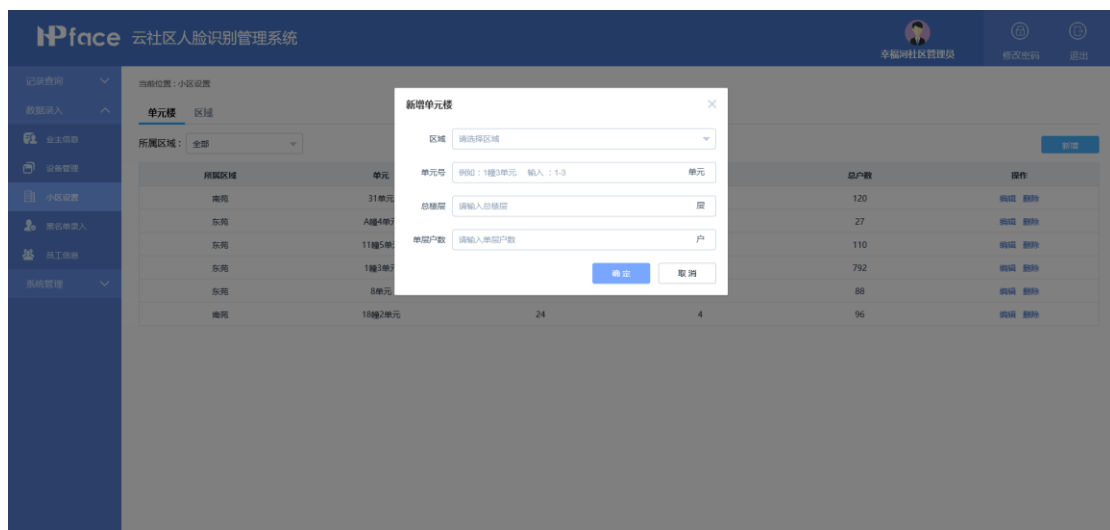 HPface 云社区人脸识别管理系统
幸福河社区管理员 修改密码 退出
记录查询
数据录入
业主信息
设备管理
小区设置
黑名单录入
员工信息
系统管理
当前位置：小区设置
单元楼 区域
所属区域： 全部
新增
所属区域 单元 总户数 操作
南苑 31单元 120 编辑 删除
东苑 A幢4单元 27 编辑 删除
东苑 11幢5单 110 编辑 删除
东苑 1幢3单元 792 编辑 删除
东苑 8单元 88 编辑 删除
南苑 18幢2单元 24 4 96 编辑 删除
新增单元楼
区域 请选择区域
单元号 例如：1幢3单元 输入：1-3 单元
总楼层 请输入总楼层 层
单层户数 请输入单层户数 户
确定 取消